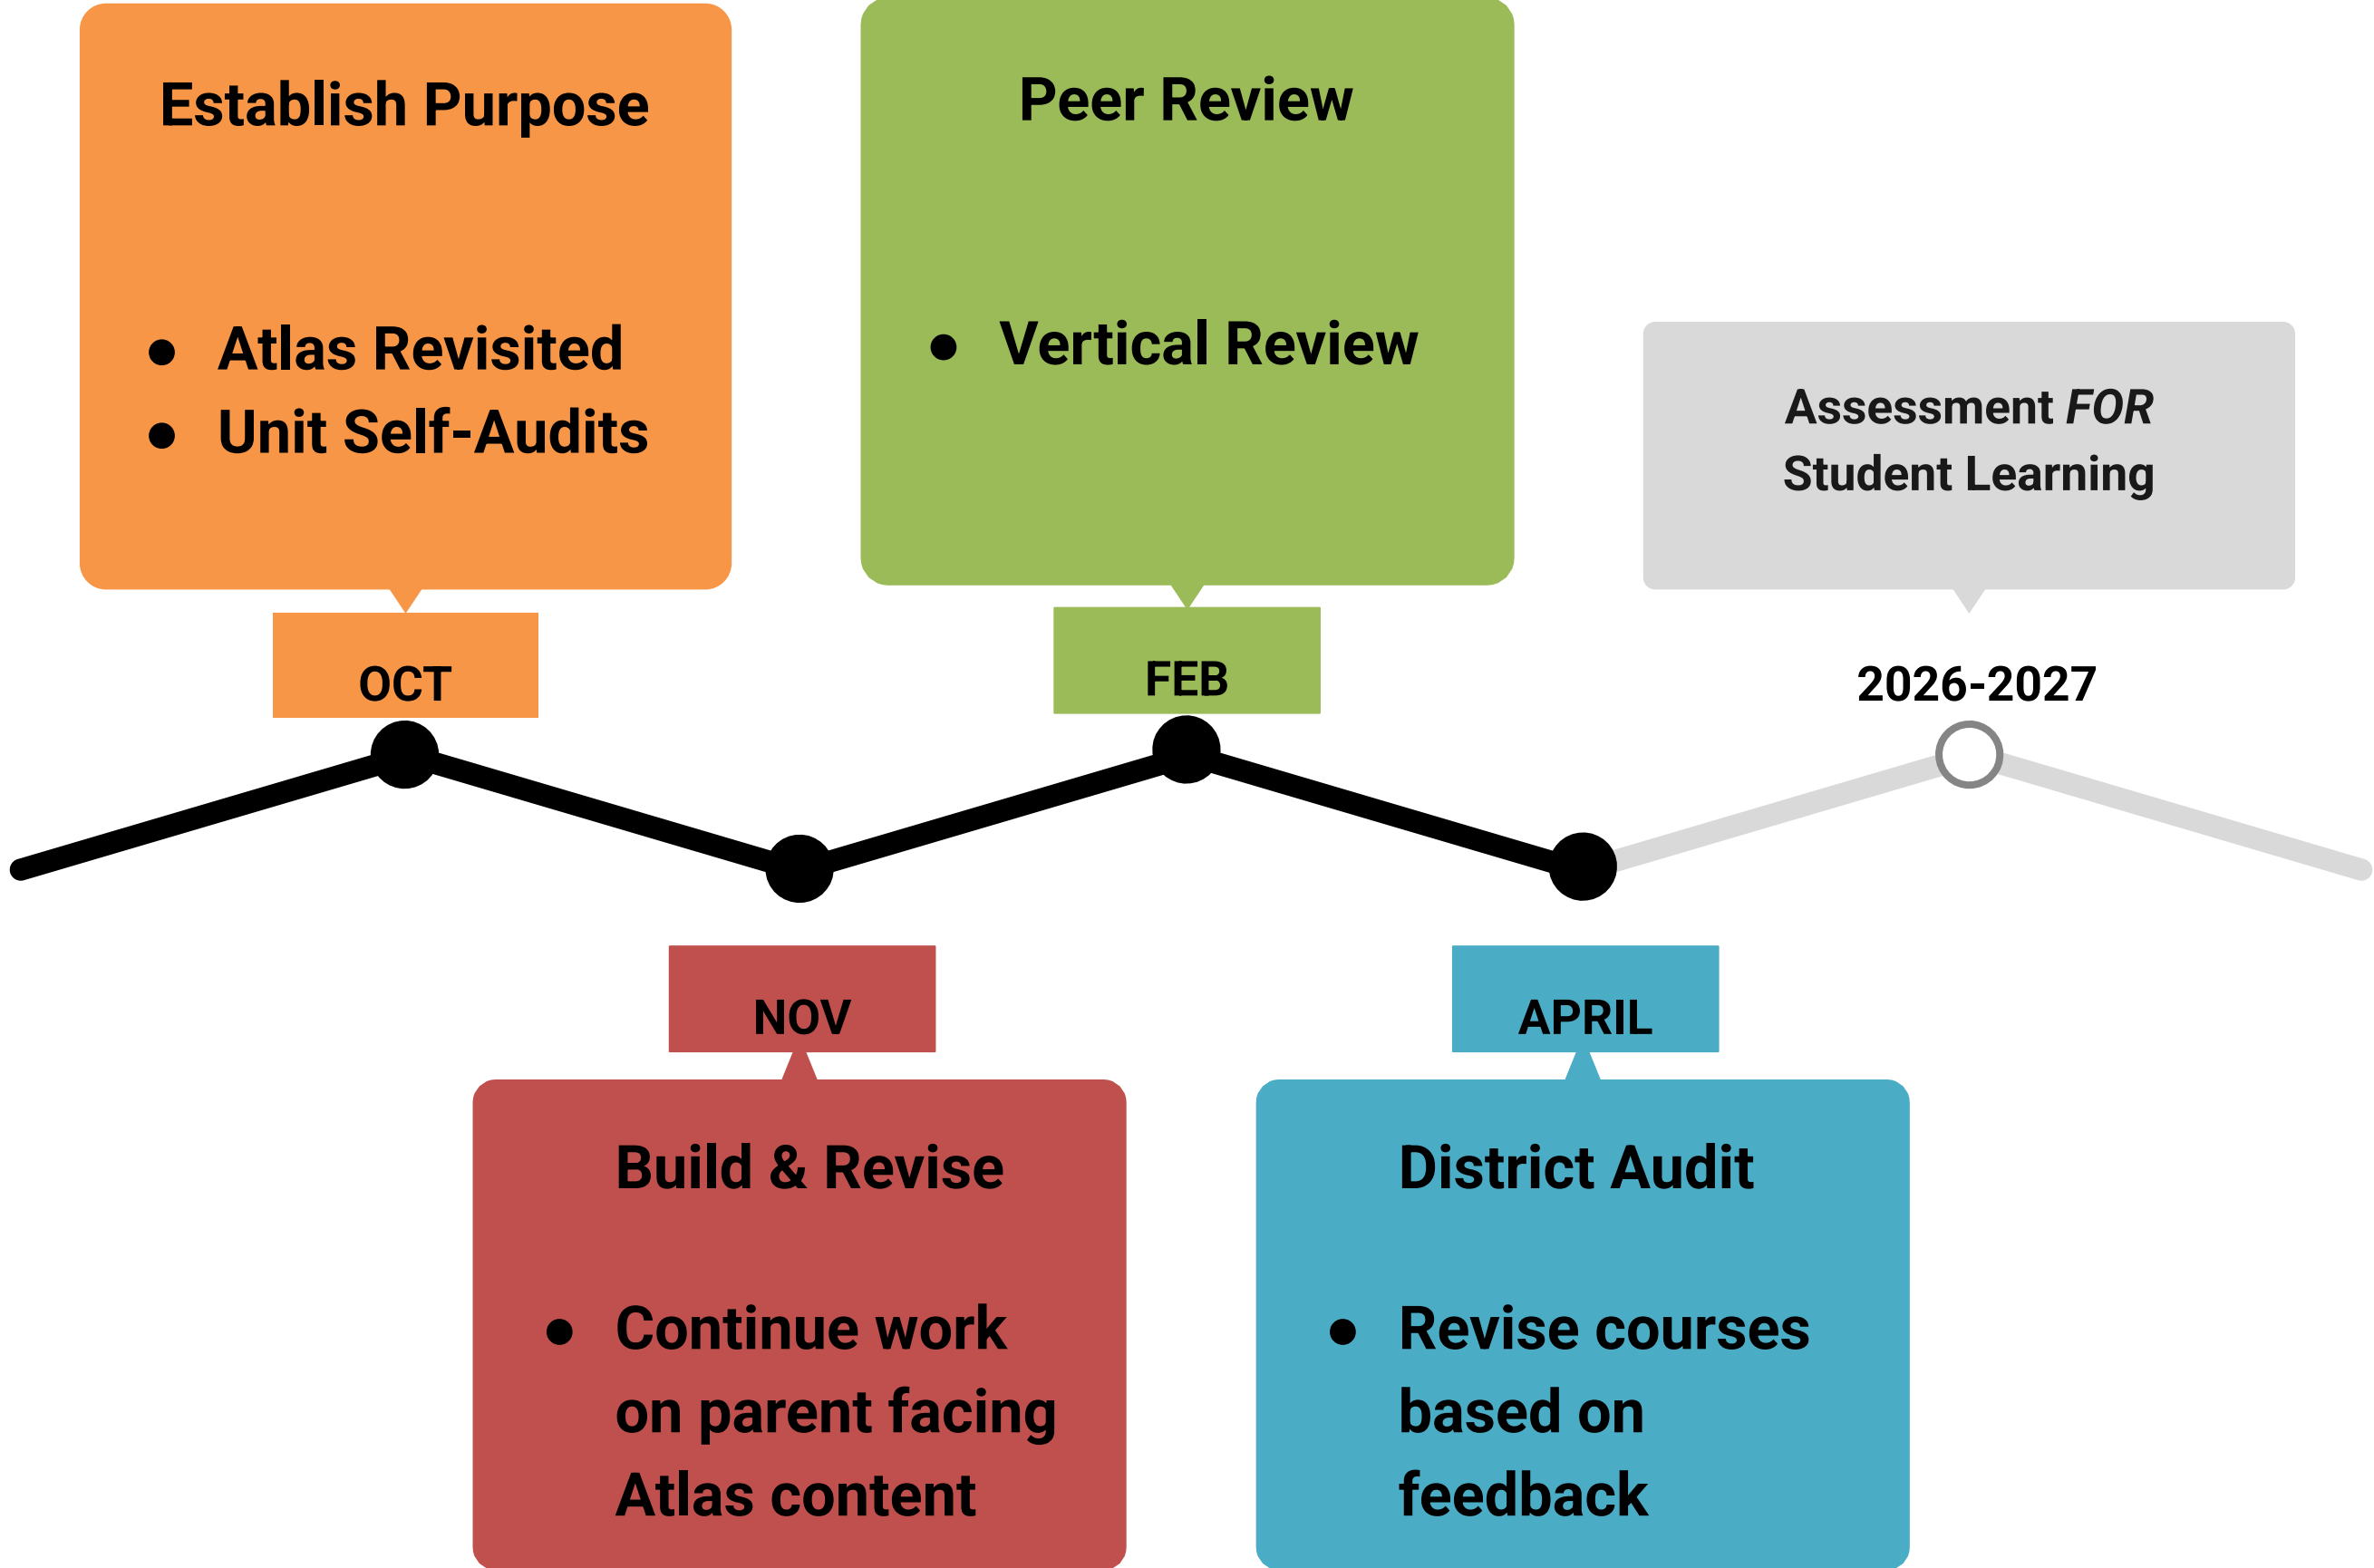 Establish Purpose
● Atlas Revisited
● Unit Self-Audits
OCT
Peer Review
● Vertical Review
FEB
Assessment FOR
Student Learning
2026-2027
NOV
Build & Revise
● Continue work
on parent facing
Atlas content
APRIL
District Audit
● Revise courses
based on
feedback